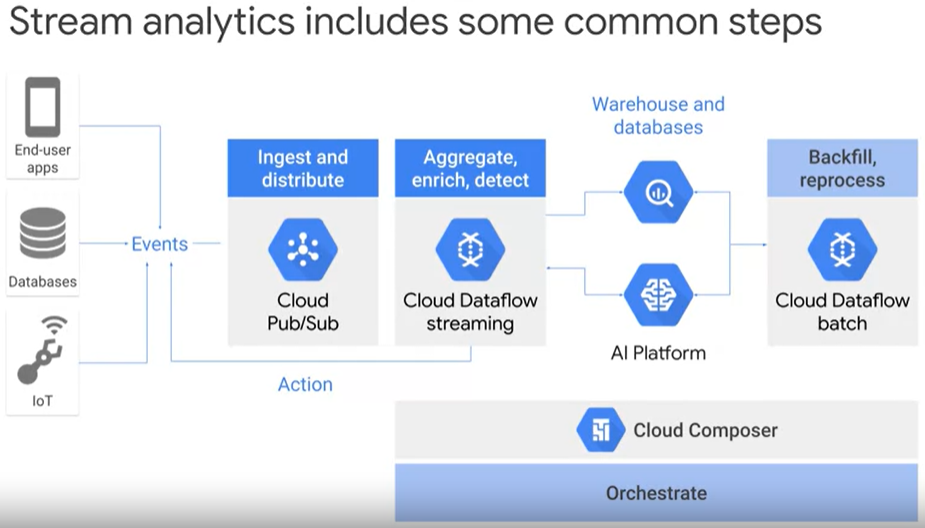 Stream analytics includes some common steps
End-user
apps
Databases
IoT
Events
Action
Ingest and
distribute
Cloud
Pub/Sub
Aggregate,
enrich, detect
Cloud Dataflow
streaming
Warehouse and
databases
AI Platform
Backfill,
reprocess
Cloud Dataflow
batch
Cloud Composer
Orchestrate